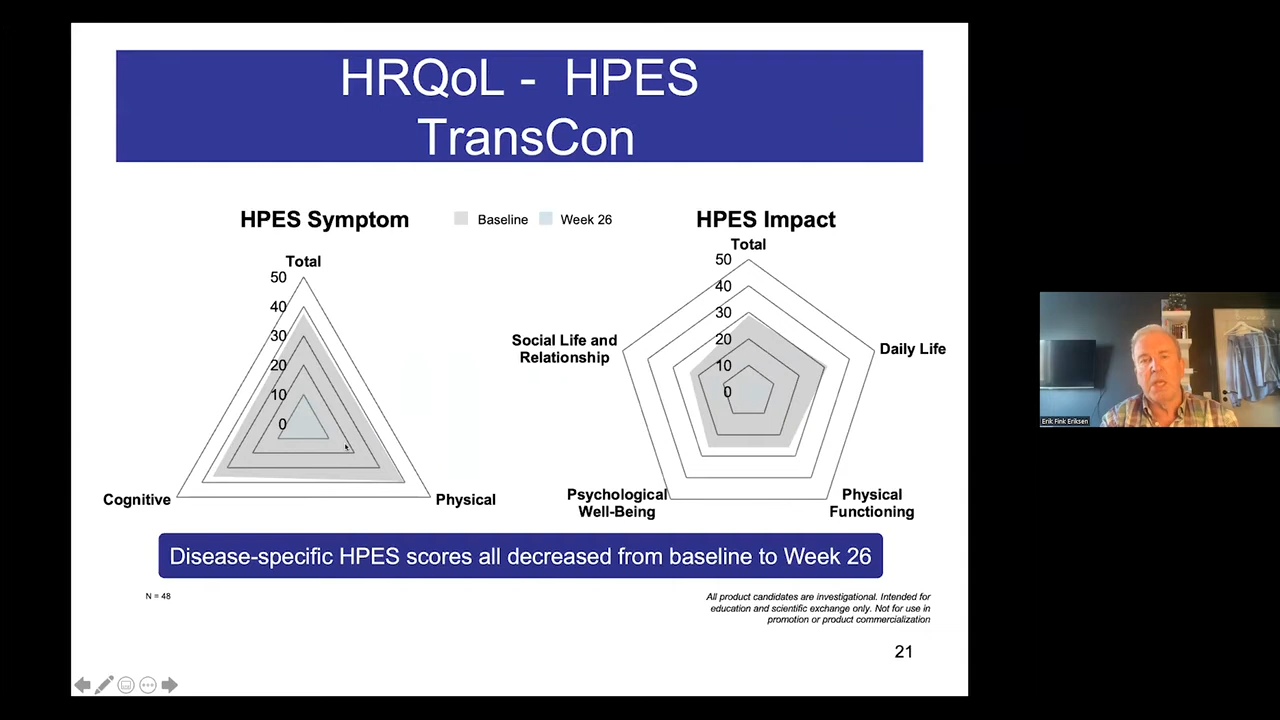 HRQoL - HPES
TransCon
HPES Symptom
Baseline
Week 26
HPES Impact
Total
50
40
30
20
10
0
Cognitive
Physical
Total
50
40
30
20
10
0
Social Life and
Relationship
Daily Life
Psychological
Well-Being
Physical
Functioning
Disease-specific HPES scores all decreased from baseline to Week 26
N = 48
All product candidates are investigational. Intended for
education and scientific exchange only. Not for use in
promotion or product commercialization
21
Erik Fink Eriksen